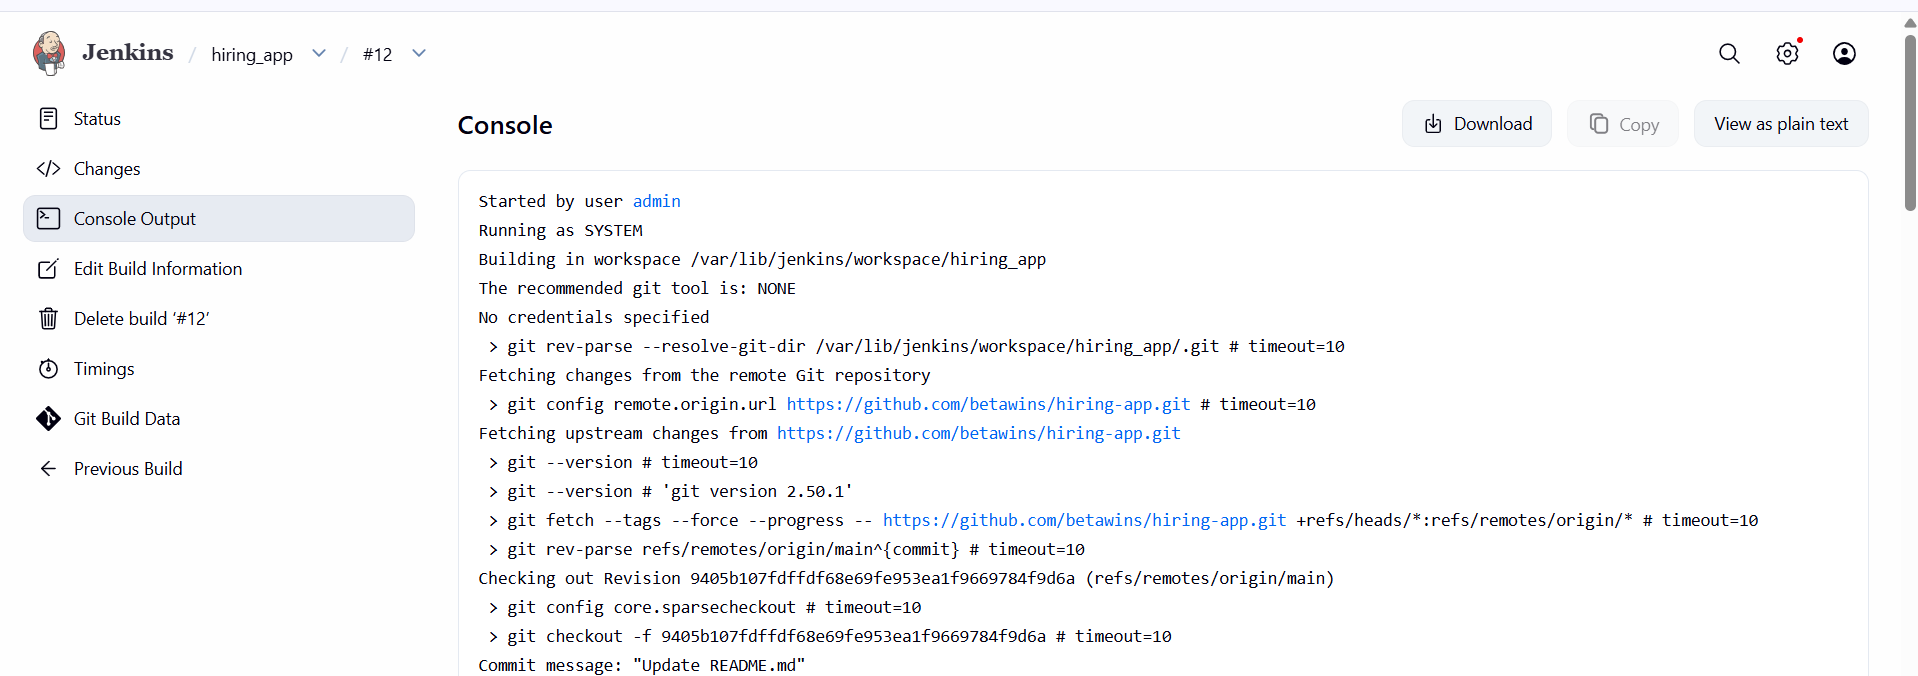 Jenkins / hiring_app / #12
Status
Changes
Console Output
Edit Build Information
Delete build ‘#12’
Timings
Git Build Data
Previous Build
Console
Download
Copy
View as plain text
Started by user admin
Running as SYSTEM
Building in workspace /var/lib/jenkins/workspace/hiring_app
The recommended git tool is: NONE
No credentials specified
 > git rev-parse --resolve-git-dir /var/lib/jenkins/workspace/hiring_app/.git # timeout=10
Fetching changes from the remote Git repository
 > git config remote.origin.url https://github.com/betawins/hiring-app.git # timeout=10
Fetching upstream changes from https://github.com/betawins/hiring-app.git
 > git --version # timeout=10
 > git --version # 'git version 2.50.1'
 > git fetch --tags --force --progress -- https://github.com/betawins/hiring-app.git +refs/heads/*:refs/remotes/origin/* # timeout=10
 > git rev-parse refs/remotes/origin/main^{commit} # timeout=10
Checking out Revision 9405b107fdffdf68e69fe953ea1f9669784f9d6a (refs/remotes/origin/main)
 > git config core.sparsecheckout # timeout=10
 > git checkout -f 9405b107fdffdf68e69fe953ea1f9669784f9d6a # timeout=10
Commit message: "Update README.md"